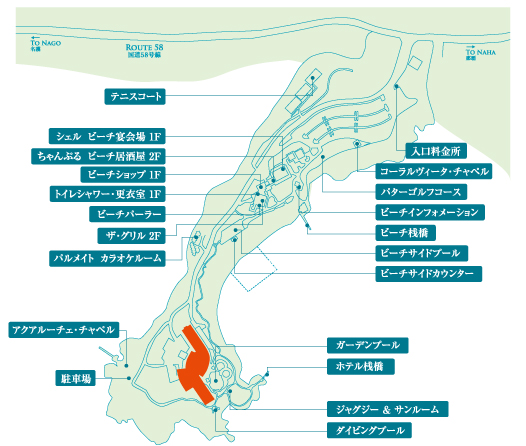 TO NAGO
名護
ROUTE 58
国道58号線
TO NAHA
那覇
テニスコート
シェル ビーチ宴会場 1F
ちゃんぷる ビーチ居酒屋 2F
ビーチショップ 1F
トイレシャワー・更衣室 1F
ビーチパーラー
ザ・グリル 2F
パルメイト カラオケルーム
入口料金所
コーラルヴィータ・チャペル
パターゴルフコース
ビーチインフォメーション
ビーチ桟橋
ビーチサイドプール
ビーチサイドカウンター
アクアルーチェ・チャペル
駐車場
ガーデンプール
ホテル桟橋
ジャグジー & サンルーム
ダイビングプール